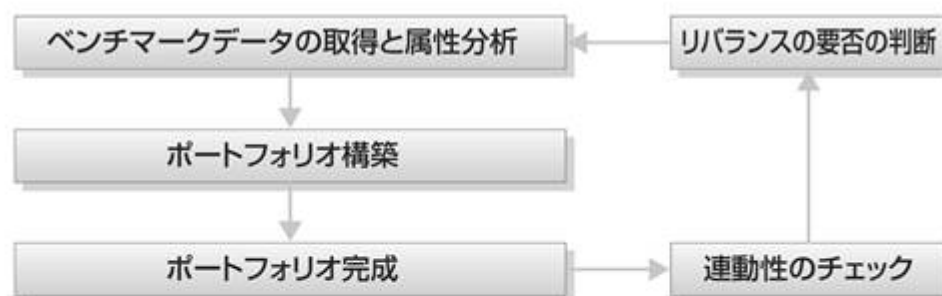 ベンチマークデータの取得と属性分析
リバランスの要否の判断
ポートフォリオ構築
ポートフォリオ完成
連動性のチェック